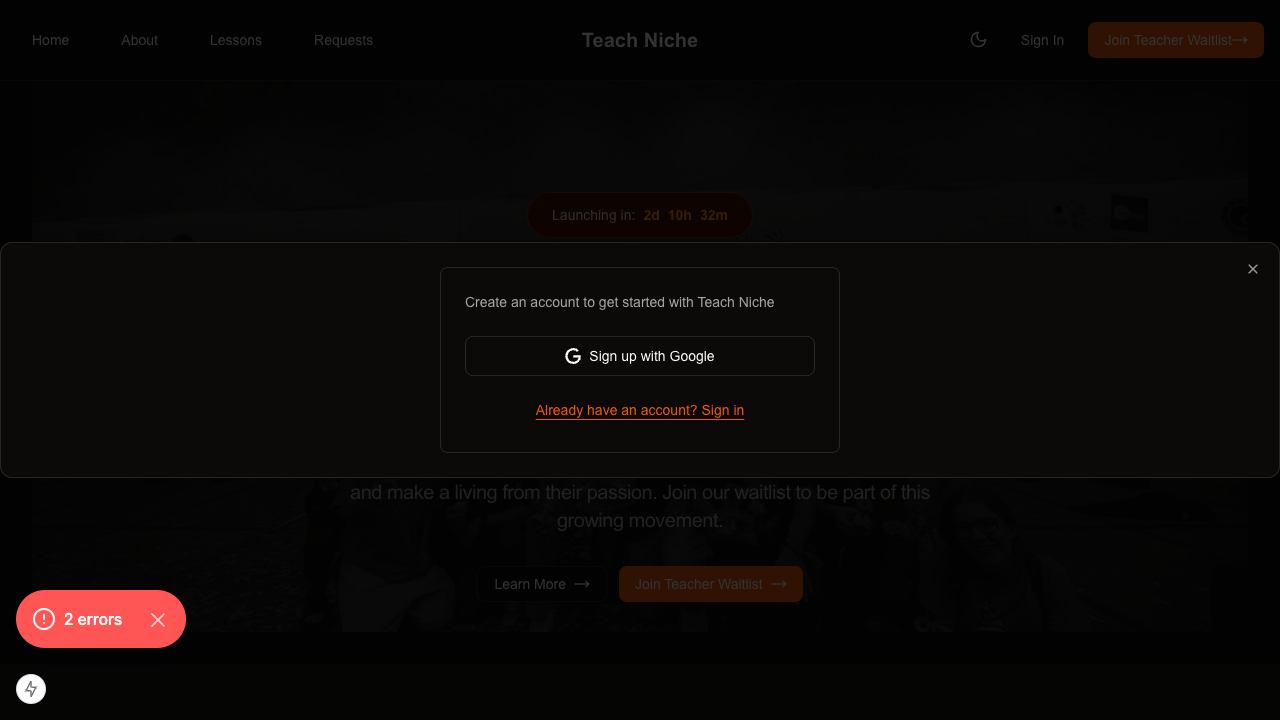 Home
About
Lessons
Requests
Teach Niche
Sign In
Join Teacher Waitlist
Launching in: 2d 10h 32m
Create an account to get started with Teach Niche
Sign up with Google
Already have an account? Sign in
and make a living from their passion. Join our waitlist to be part of this
growing movement.
Learn More
Join Teacher Waitlist
2 errors